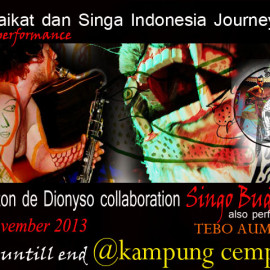 aikat dan Singa Indonesia Journey
performance
on de Dionyso collaboration Singo Bud
also perf
TEBO AUM
vember 2013
untill end @kampung cemp